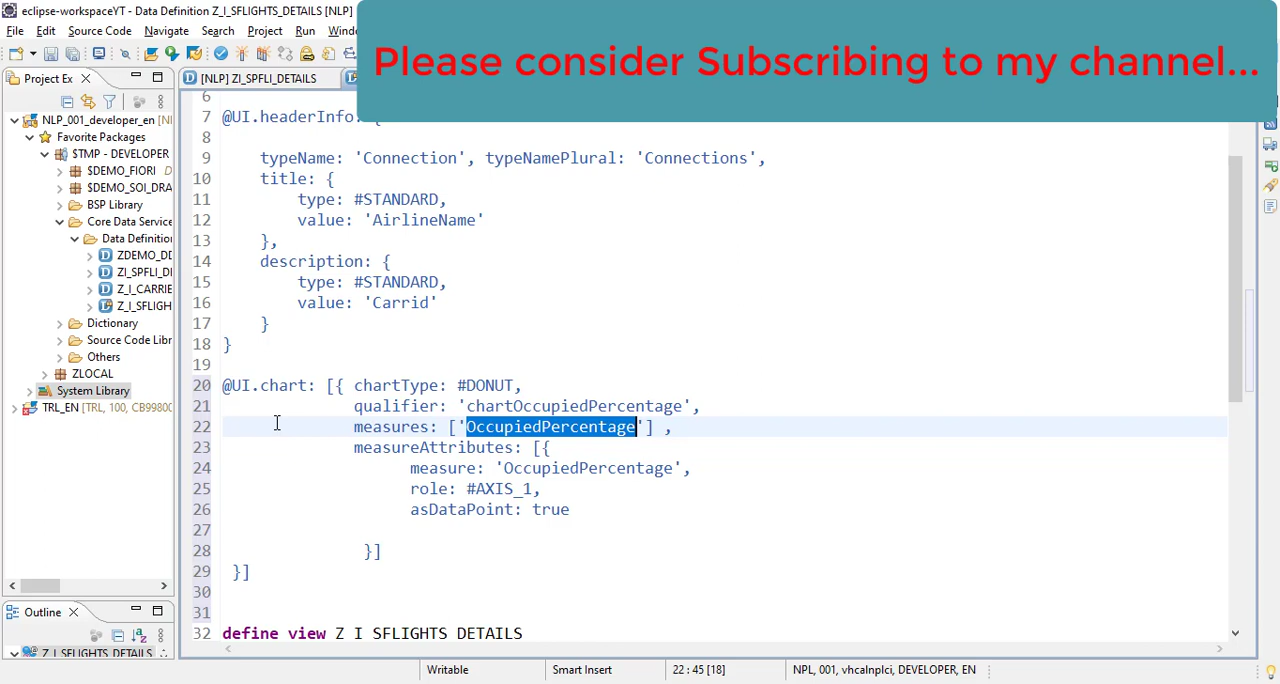 eclipse-workspaceYT - Data Definition Z_I_SFLIGHTS_DETAILS [NLP]
File Edit Source Code Navigate Search Project Run
Please consider Subscribing to my channel...
Project Ex
[NLP] ZI_SPFLI_DETAILS
NLP_001_developer_en
Favorite Packages
$TMP - DEVELOPER
$DEMO_FIORI
$DEMO_SOI_DRA
BSP Library
Core Data Service
Data Definition
ZDEMO_DD
ZI_SPFLI_DE
Z_I_CARRIE
Z_I_SFLIGH
Dictionary
Source Code Libr
Others
ZLOCAL
System Library
TRL_EN [TRL, 100, CB99800
Outline
Z_I_SFLIGHTS_DETAILS
6
7 @UI.headerInfo: {
8
9 typeName: 'Connection', typeNamePlural: 'Connections',
10 title: {
11 type: #STANDARD,
12 value: 'AirlineName'
13 },
14 description: {
15 type: #STANDARD,
16 value: 'Carrid'
17 }
18 }
19
20 @UI.chart: [{ chartType: #DONUT,
21 qualifier: 'chartOccupiedPercentage',
22 measures: ['OccupiedPercentage'] ,
23 measureAttributes: [{
24 measure: 'OccupiedPercentage',
25 role: #AXIS_1,
26 asDataPoint: true
27
28 }]
29 }]
30
31
32 define view Z_I_SFLIGHTS_DETAILS
Writable Smart Insert 22 : 45 [18] NPL, 001, vhcalnplci, DEVELOPER, EN